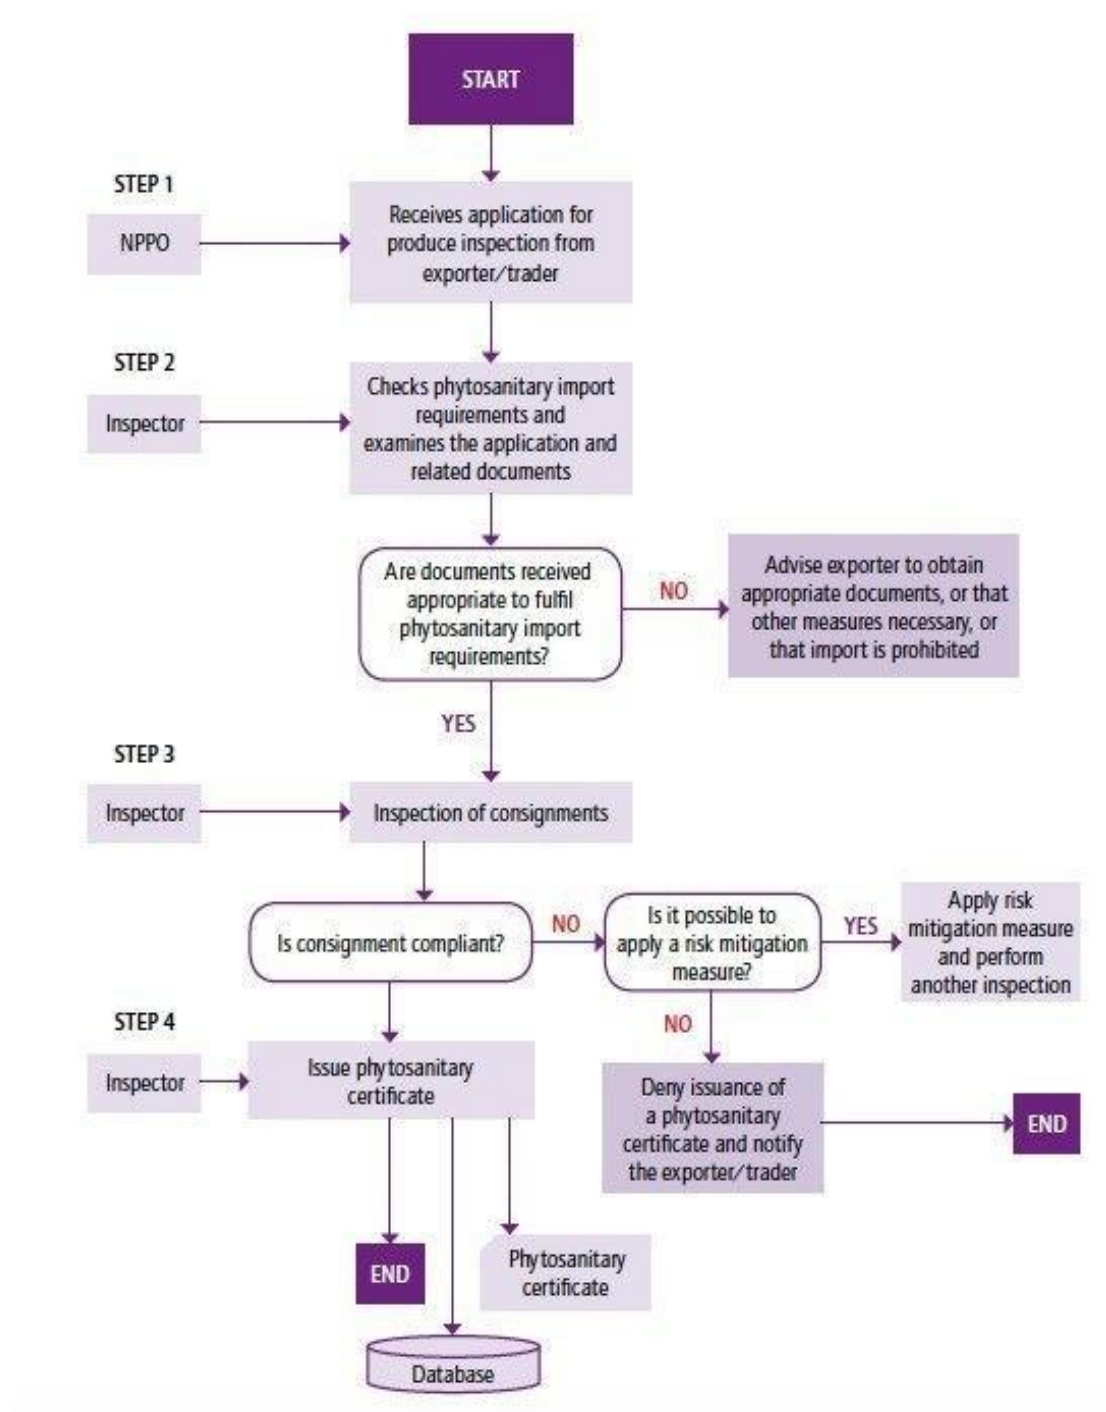 START
STEP 1
NPPO
Receives application for
produce inspection from
exporter/trader
STEP 2
Inspector
Checks phytosanitary import
requirements and
examines the application and
related documents
Are documents received
appropriate to fulfil
phytosanitary import
requirements?
NO
Advise exporter to obtain
appropriate documents, or that
other measures necessary, or
that import is prohibited
YES
STEP 3
Inspector
Inspection of consignments
Is consignment compliant?
NO
Is it possible to
apply a risk mitigation
measure?
YES
Apply risk
mitigation measure
and perform
another inspection
NO
STEP 4
Inspector
Issue phytosanitary
certificate
Deny issuance of
a phytosanitary
certificate and notify
the exporter/trader
END
END
Phytosanitary
certificate
Database